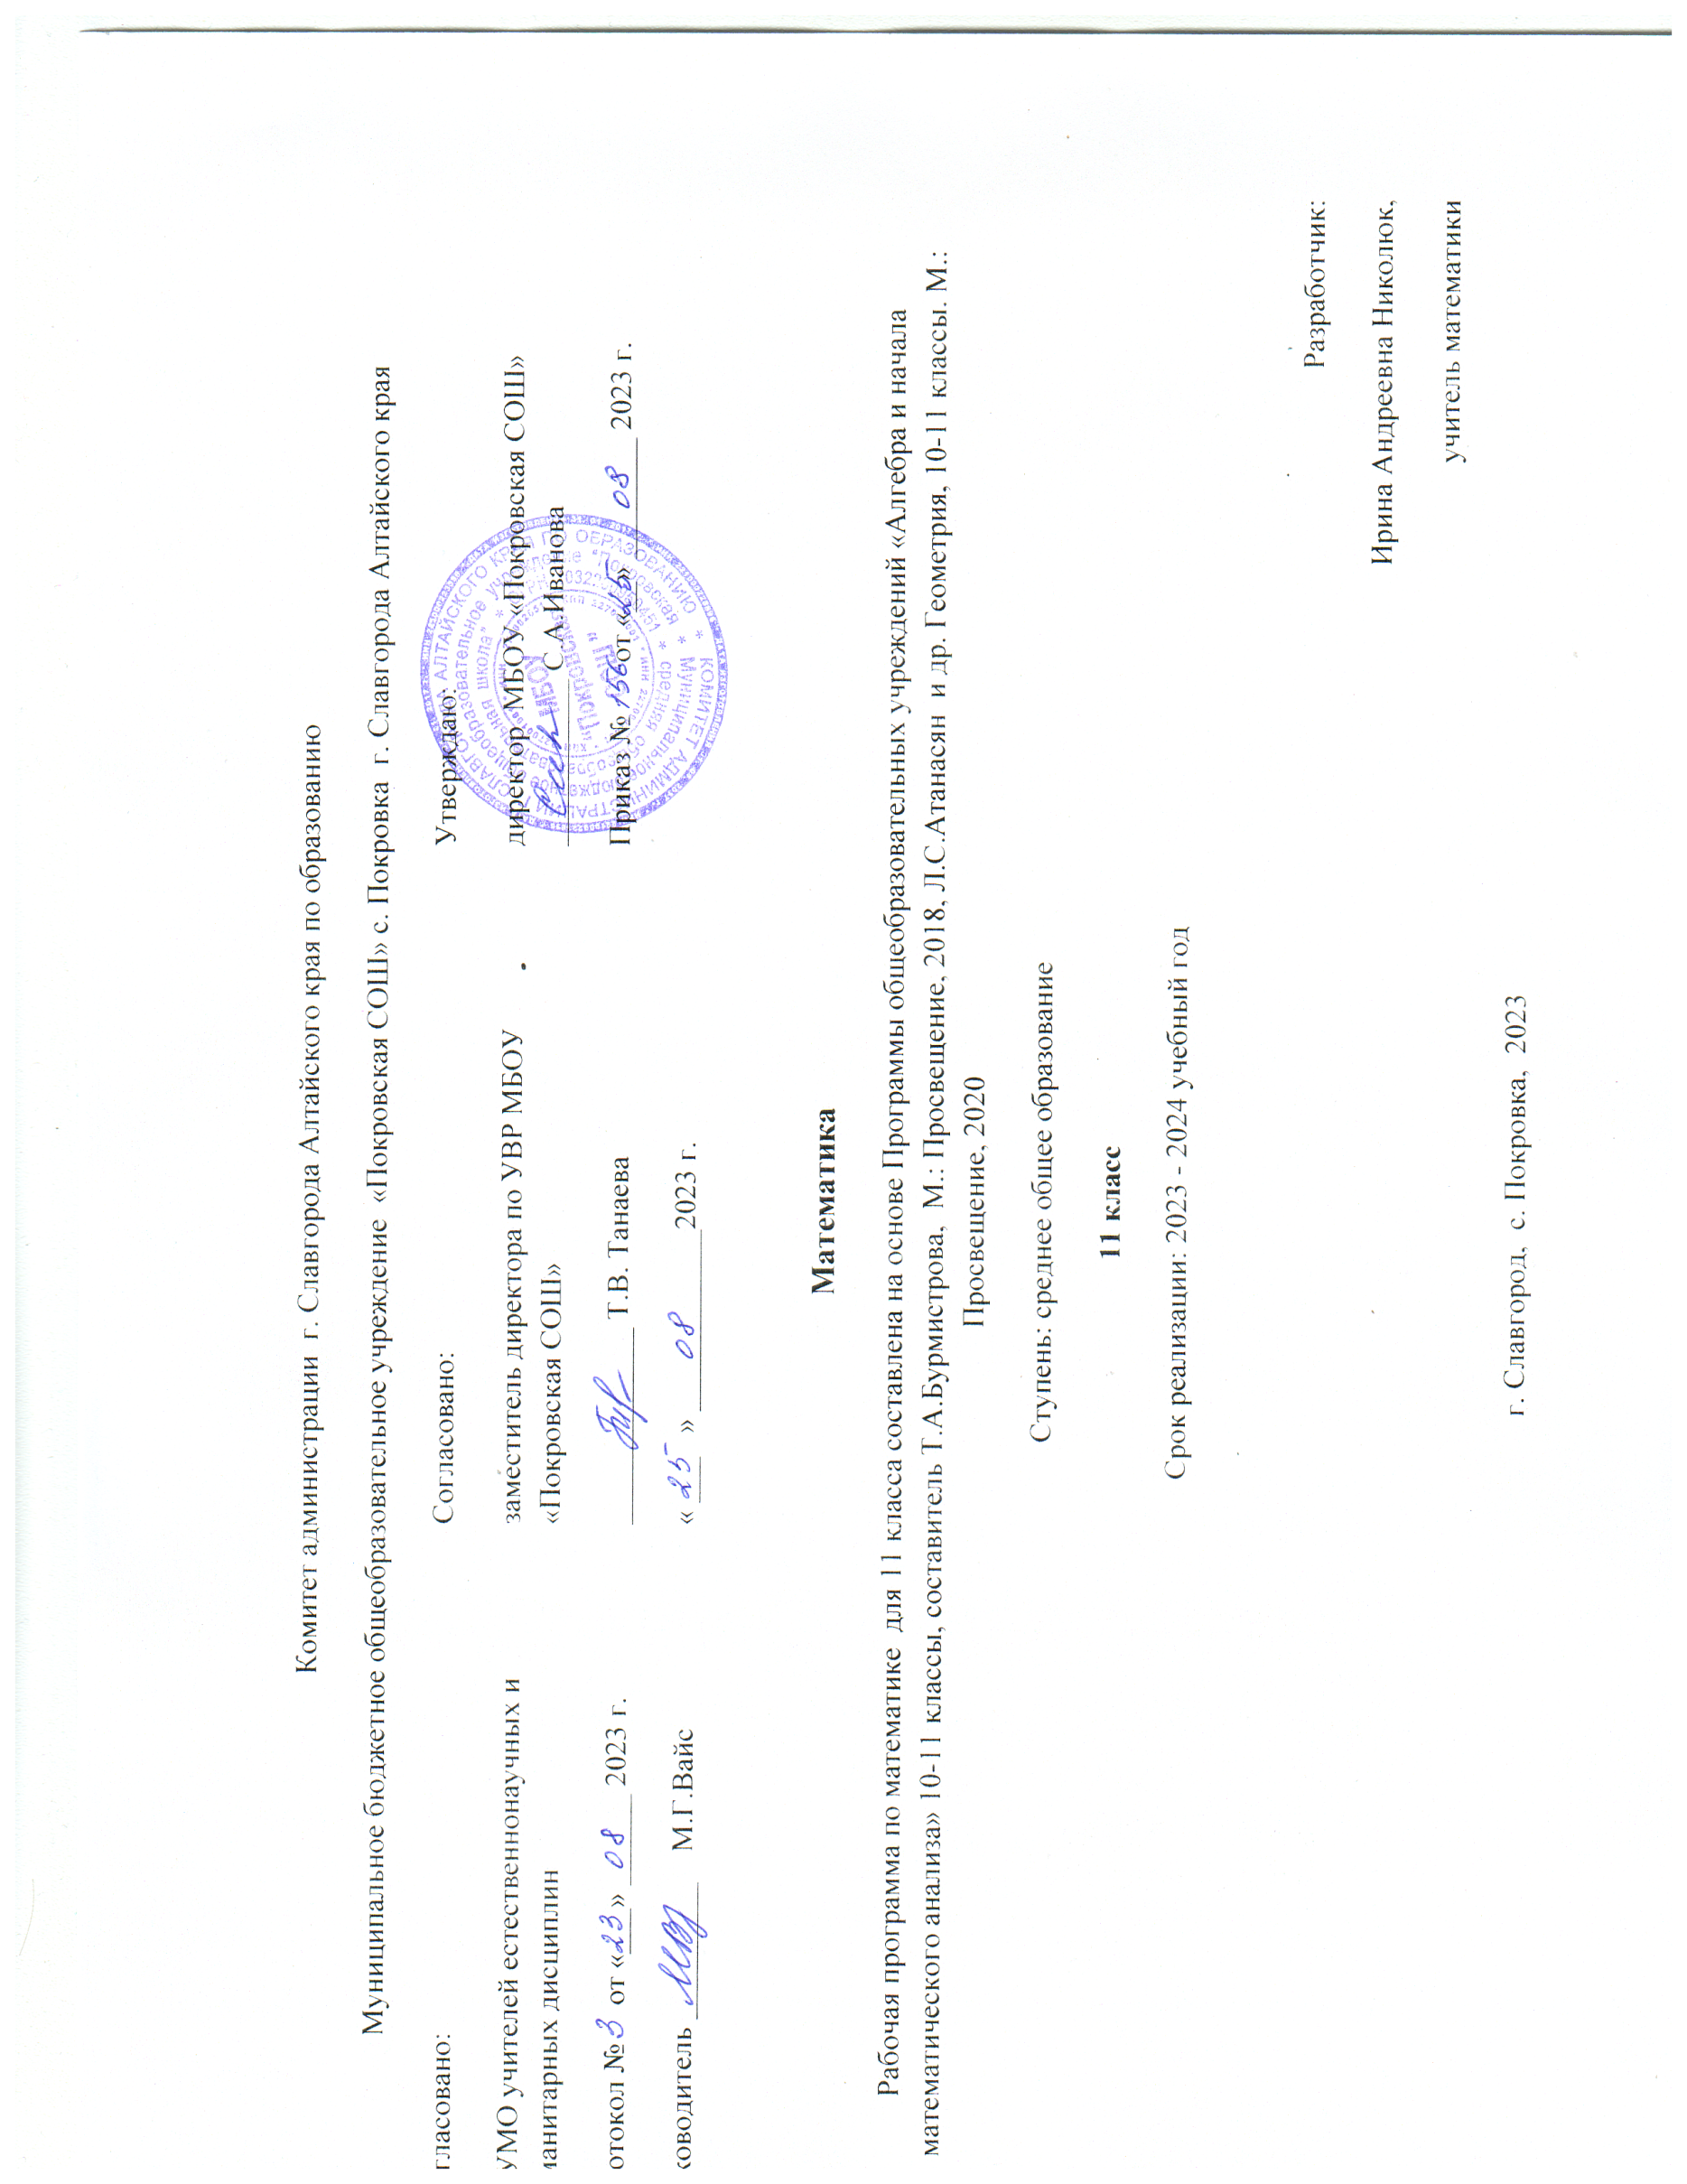 Комитет администрации г. Славгорода Алтайского края по образованию
Муниципальное бюджетное общеобразовательное учреждение «Покровская СОШ» с. Покровка г. Славгорода Алтайского края
гласовано:
УМО учителей естественнонаучных и
манитарных дисциплин
отокол № 3 от «23» 08 2023 г.
ководитель М.Г.Вайс
Согласовано:
заместитель директора по УВР МБОУ
«Покровская СОШ»
Т.В. Танаева
« 25 » 08 2023 г.
Утверждаю:
директор МБОУ «Покровская СОШ»
С.А.Иванова
Приказ № 156 от «25» 08 2023 г.
МБОУ
"Покровская
СОШ"
Математика
Рабочая программа по математике для 11 класса составлена на основе Программы общеобразовательных учреждений «Алгебра и начала
математического анализа» 10-11 классы, составитель Т.А.Бурмистрова, М.: Просвещение, 2018, Л.С.Атанасян и др. Геометрия, 10-11 классы. М.:
Просвещение, 2020
Ступень: среднее общее образование
11 класс
Срок реализации: 2023 - 2024 учебный год
Разработчик:
Ирина Андреевна Николюк,
учитель математики
г. Славгород, с. Покровка, 2023